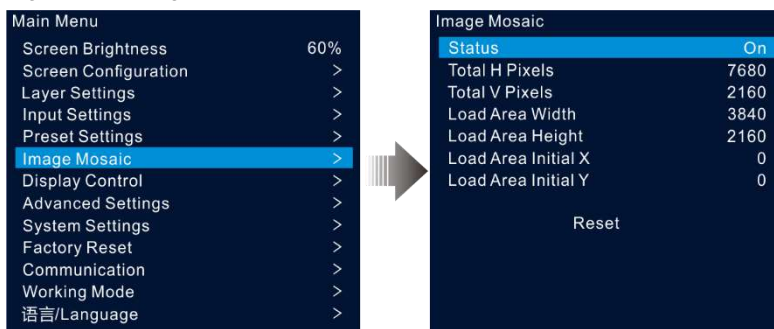 Main Menu
Screen Brightness 60%
Screen Configuration >
Layer Settings >
Input Settings >
Preset Settings >
Image Mosaic >
Display Control >
Advanced Settings >
System Settings >
Factory Reset >
Communication >
Working Mode >
语言/Language >
Image Mosaic
Status On
Total H Pixels 7680
Total V Pixels 2160
Load Area Width 3840
Load Area Height 2160
Load Area Initial X 0
Load Area Initial Y 0
Reset